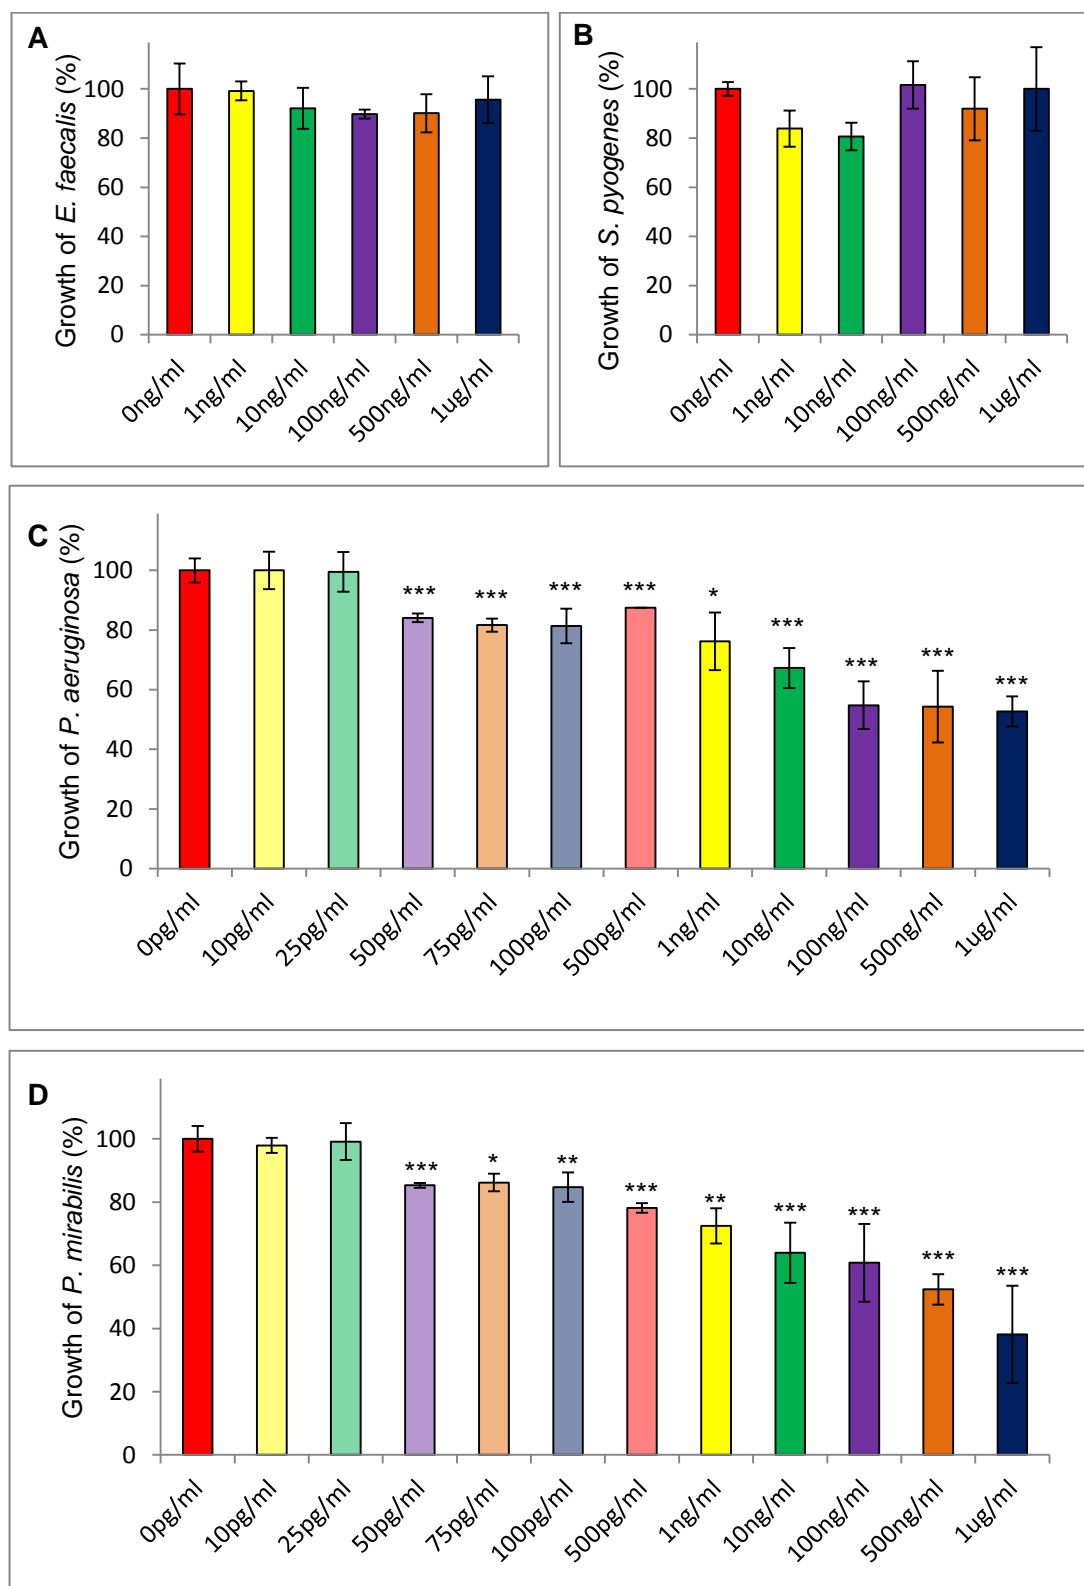 A
Growth of E. faecalis (%)
100
80
60
40
20
0
0ng/ml
1ng/ml
10ng/ml
100ng/ml
500ng/ml
1ug/ml
B
Growth of S. pyogenes (%)
100
80
60
40
20
0
0ng/ml
1ng/ml
10ng/ml
100ng/ml
500ng/ml
1ug/ml
C
Growth of P. aeruginosa (%)
100
80
60
40
20
0
***
***
***
***
*
***
***
***
***
0pg/ml
10pg/ml
25pg/ml
50pg/ml
75pg/ml
100pg/ml
500pg/ml
1ng/ml
10ng/ml
100ng/ml
500ng/ml
1ug/ml
D
Growth of P. mirabilis (%)
100
80
60
40
20
0
***
*
**
***
**
***
***
***
***
0pg/ml
10pg/ml
25pg/ml
50pg/ml
75pg/ml
100pg/ml
500pg/ml
1ng/ml
10ng/ml
100ng/ml
500ng/ml
1ug/ml